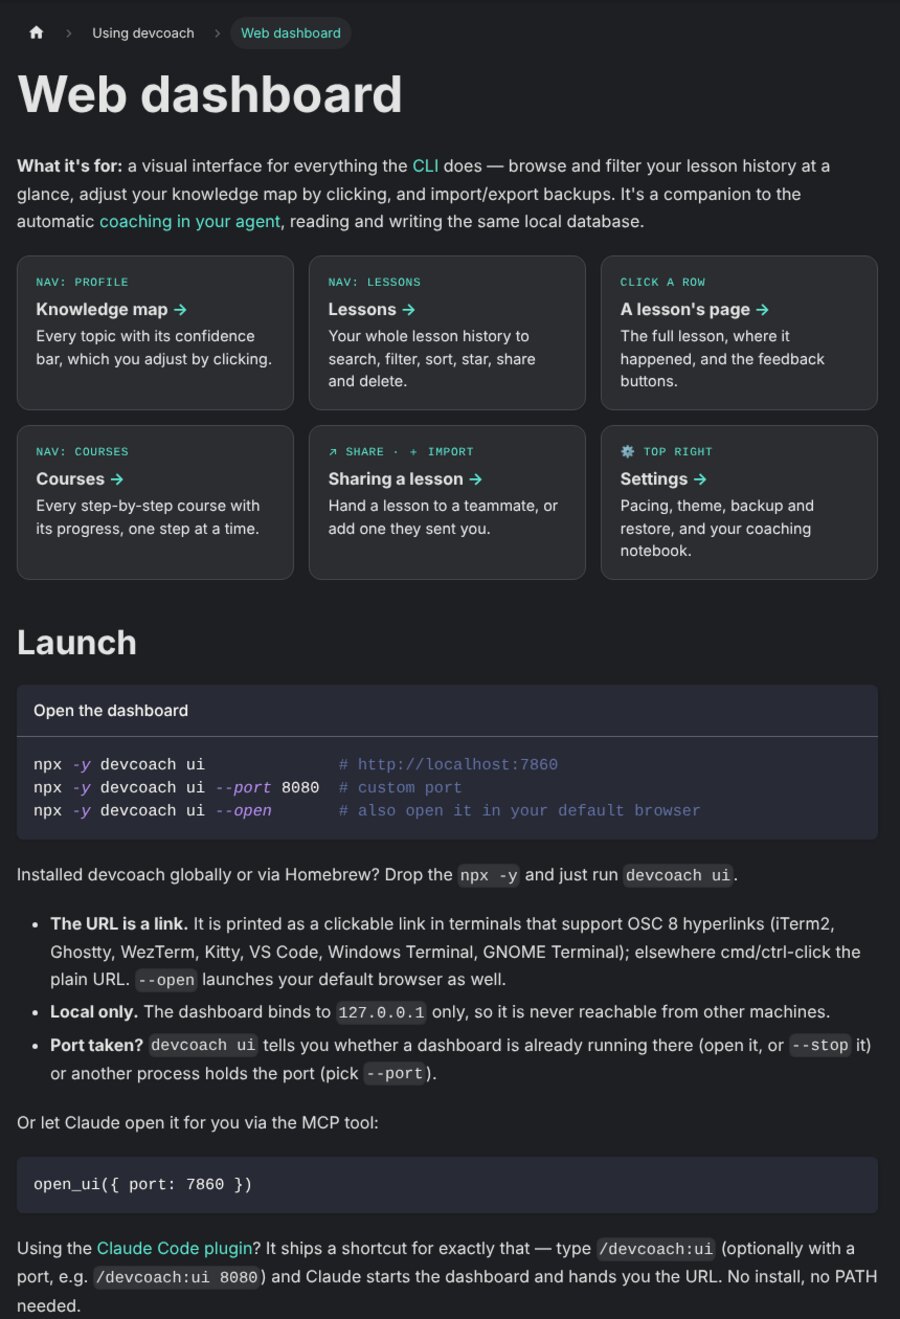 Using devcoach
Web dashboard
Web dashboard
What it's for: a visual interface for everything the CLI does — browse and filter your lesson history at a
glance, adjust your knowledge map by clicking, and import/export backups. It's a companion to the
automatic coaching in your agent, reading and writing the same local database.
NAV: PROFILE
Knowledge map →
Every topic with its confidence
bar, which you adjust by clicking.
NAV: LESSONS
Lessons →
Your whole lesson history to
search, filter, sort, star, share
and delete.
CLICK A ROW
A lesson's page →
The full lesson, where it
happened, and the feedback
buttons.
NAV: COURSES
Courses →
Every step-by-step course with
its progress, one step at a time.
↗ SHARE · + IMPORT
Sharing a lesson →
Hand a lesson to a teammate, or
add one they sent you.
⚙️ TOP RIGHT
Settings →
Pacing, theme, backup and
restore, and your coaching
notebook.
Launch
Open the dashboard
npx -y devcoach ui # http://localhost:7860
npx -y devcoach ui --port 8080 # custom port
npx -y devcoach ui --open # also open it in your default browser
Installed devcoach globally or via Homebrew? Drop the npx -y and just run devcoach ui.
• The URL is a link. It is printed as a clickable link in terminals that support OSC 8 hyperlinks (iTerm2,
Ghostty, WezTerm, Kitty, VS Code, Windows Terminal, GNOME Terminal); elsewhere cmd/ctrl-click the
plain URL. --open launches your default browser as well.
• Local only. The dashboard binds to 127.0.0.1 only, so it is never reachable from other machines.
• Port taken? devcoach ui tells you whether a dashboard is already running there (open it, or --stop it)
or another process holds the port (pick --port).
Or let Claude open it for you via the MCP tool:
open_ui({ port: 7860 })
Using the Claude Code plugin? It ships a shortcut for exactly that — type /devcoach:ui (optionally with a
port, e.g. /devcoach:ui 8080) and Claude starts the dashboard and hands you the URL. No install, no PATH
needed.